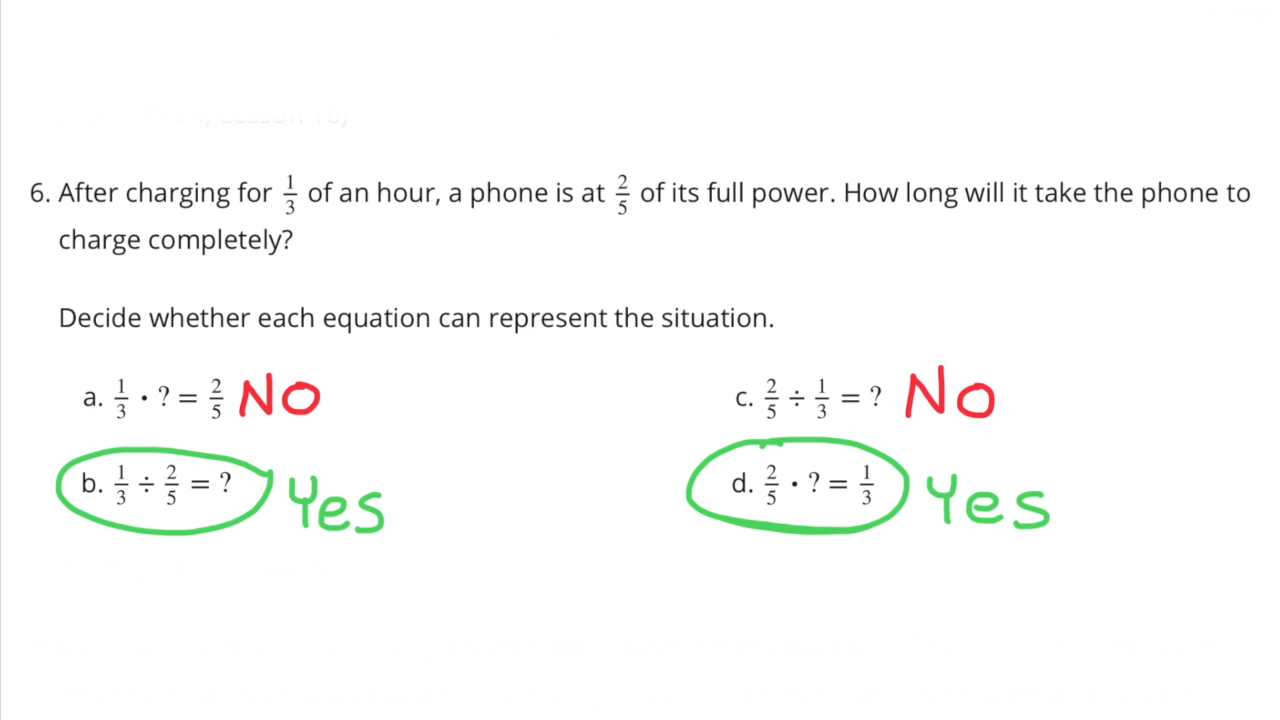 6. After charging for 1/3 of an hour, a phone is at 2/5 of its full power. How long will it take the phone to
charge completely?
Decide whether each equation can represent the situation.
a. 1/3 · ? = 2/5 NO
c. 2/5 ÷ 1/3 = ? No
b. 1/3 ÷ 2/5 = ? Yes
d. 2/5 · ? = 1/3 Yes